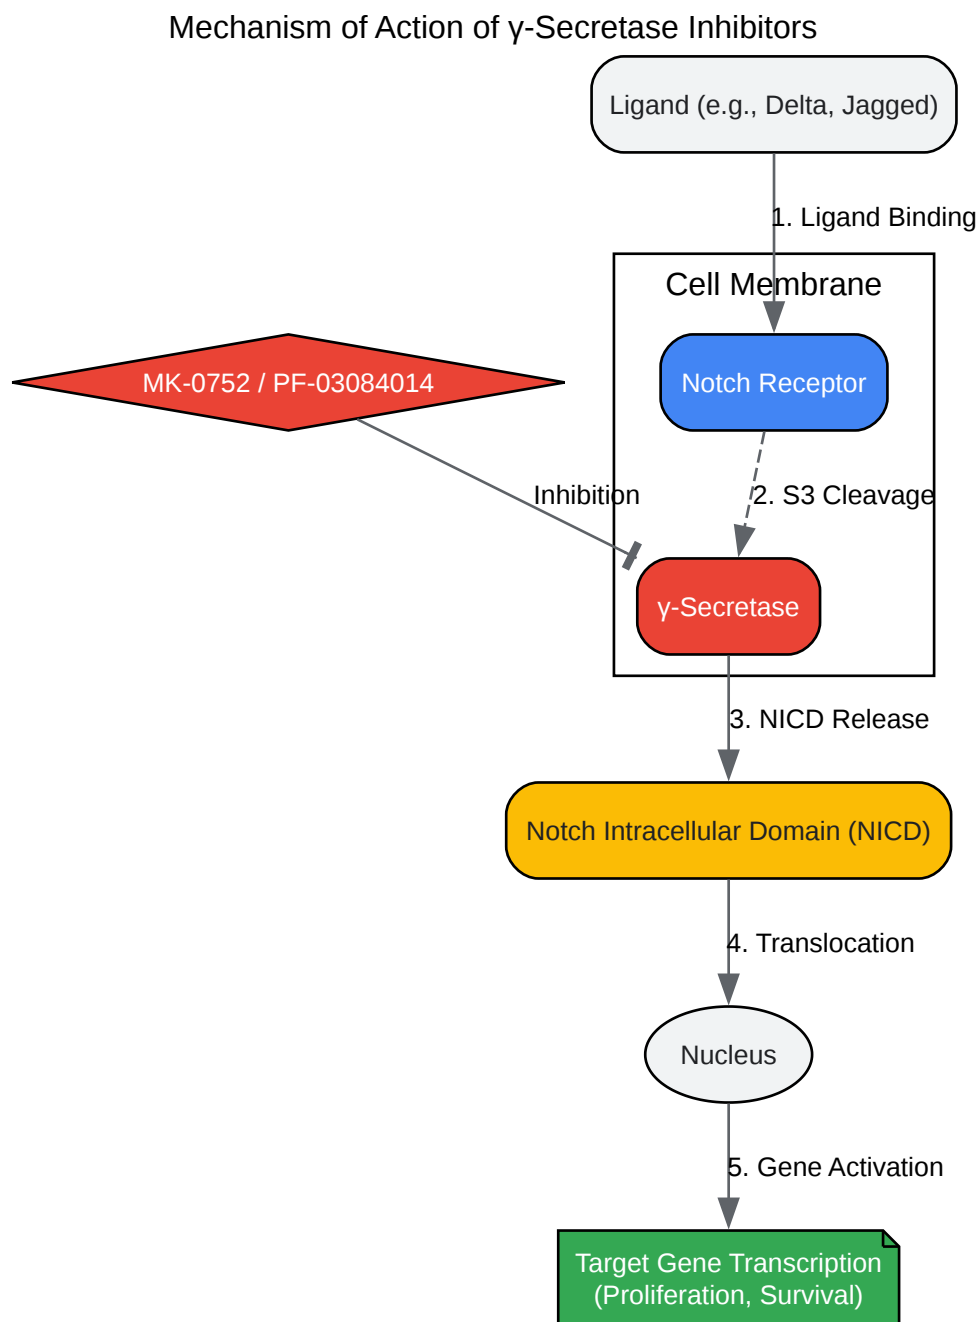 Mechanism of Action of γ-Secretase Inhibitors
Ligand (e.g., Delta, Jagged)
1. Ligand Binding
Cell Membrane
MK-0752 / PF-03084014
Notch Receptor
Inhibition
2. S3 Cleavage
γ-Secretase
3. NICD Release
Notch Intracellular Domain (NICD)
4. Translocation
Nucleus
5. Gene Activation
Target Gene Transcription
(Proliferation, Survival)